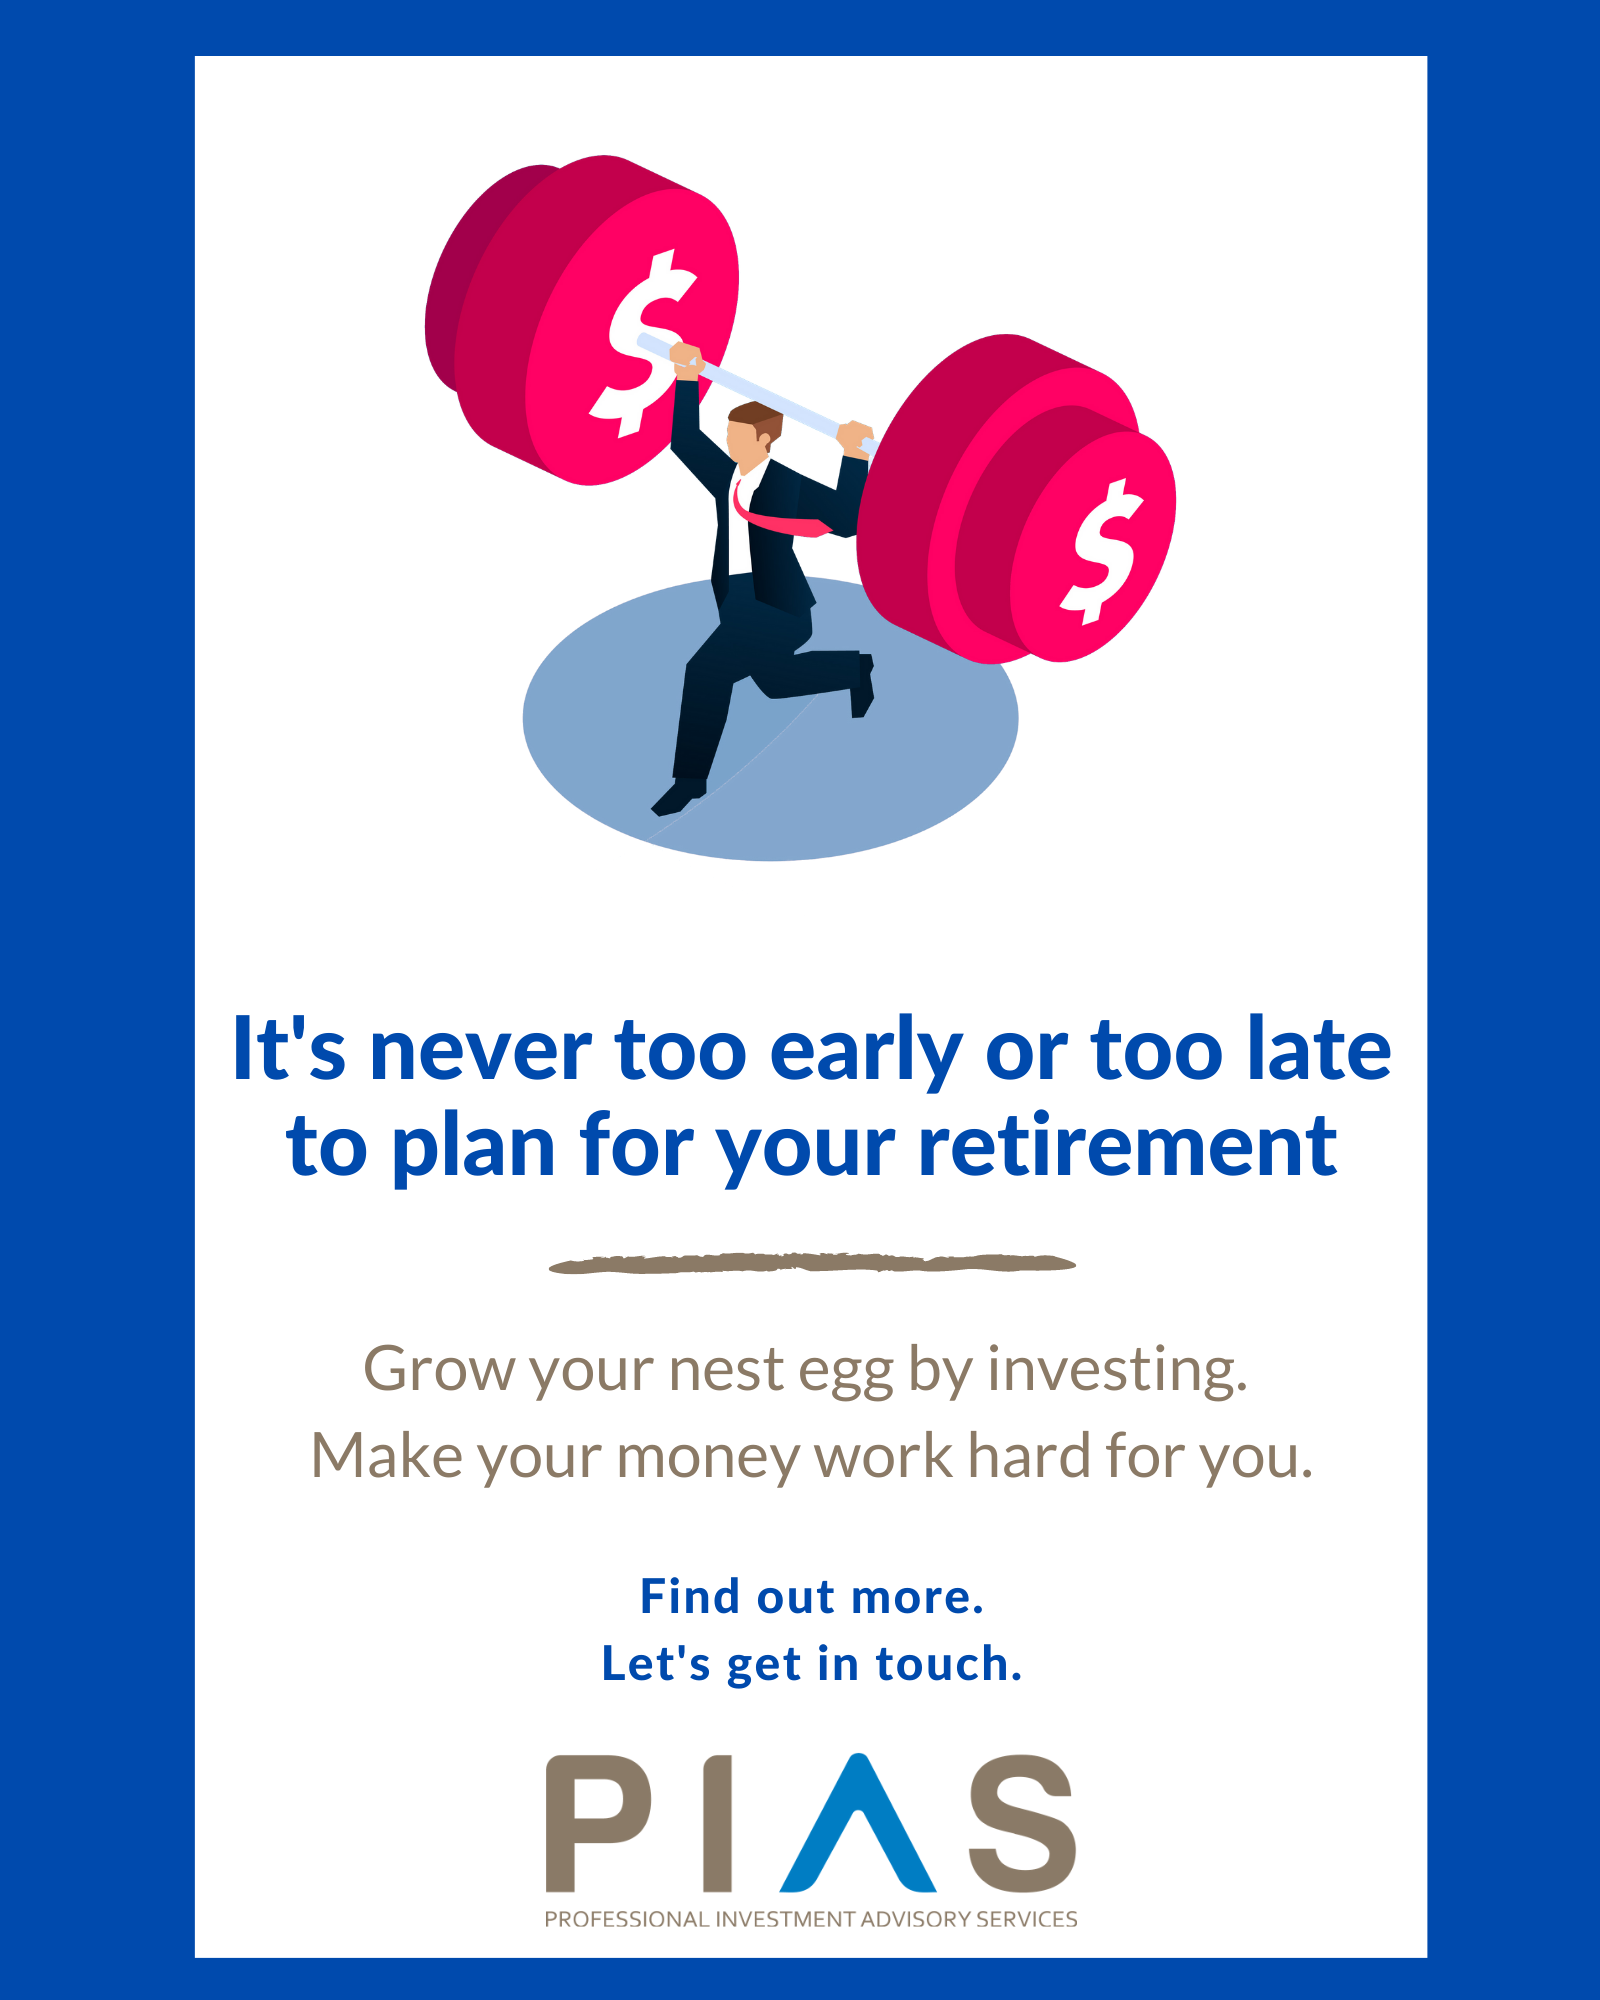 $
$
It's never too early or too late
to plan for your retirement
Grow your nest egg by investing.
Make your money work hard for you.
Find out more.
Let's get in touch.
PIAS
PROFESSIONAL INVESTMENT ADVISORY SERVICES